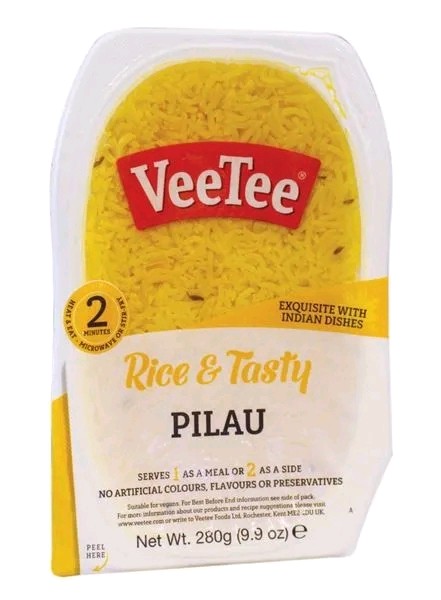 VeeTee®
2
MINUTES
HEAT & EAT • MICROWAVE OR STIR-FRY
EXQUISITE WITH
INDIAN DISHES
Rice & Tasty
PILAU
SERVES 1 AS A MEAL OR 2 AS A SIDE
NO ARTIFICIAL COLOURS, FLAVOURS OR PRESERVATIVES
Suitable for vegans. For Best Before End information see side of pack.
For more information about our products and recipe suggestions please visit
www.veetee.com or write to Veetee Foods Ltd, Rochester, Kent ME2 UK.
A
PEEL
HERE
Net Wt. 280g (9.9 oz) e